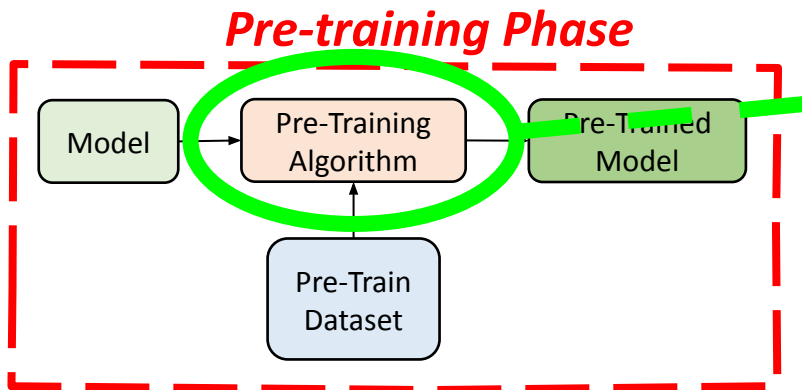 Pre-training Phase
Model
Pre-Training
Algorithm
Pre-Trained
Model
Pre-Train
Dataset